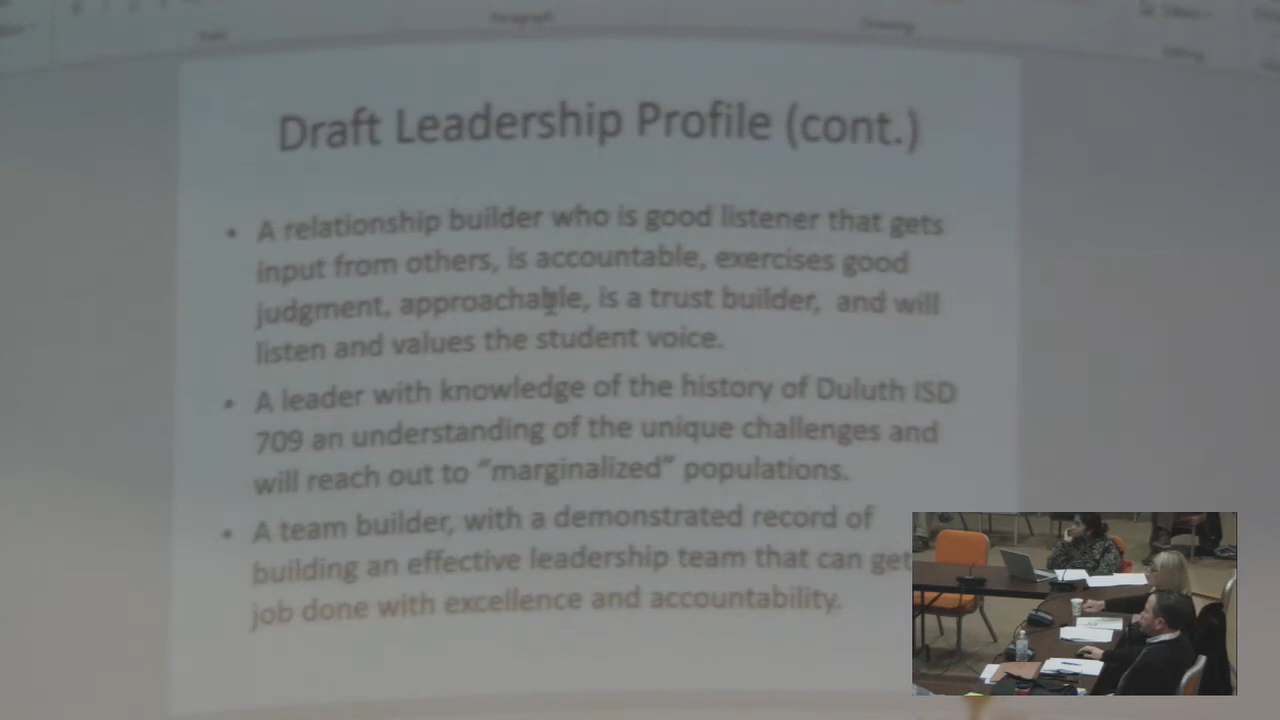 Paragraph
Drawing
Draft Leadership Profile (cont.)
• A relationship builder who is good listener that gets
input from others, is accountable, exercises good
judgment, approachable, is a trust builder, and will
listen and values the student voice.
• A leader with knowledge of the history of Duluth ISD
709 an understanding of the unique challenges and
will reach out to “marginalized” populations.
• A team builder, with a demonstrated record of
building an effective leadership team that can get
job done with excellence and accountability.